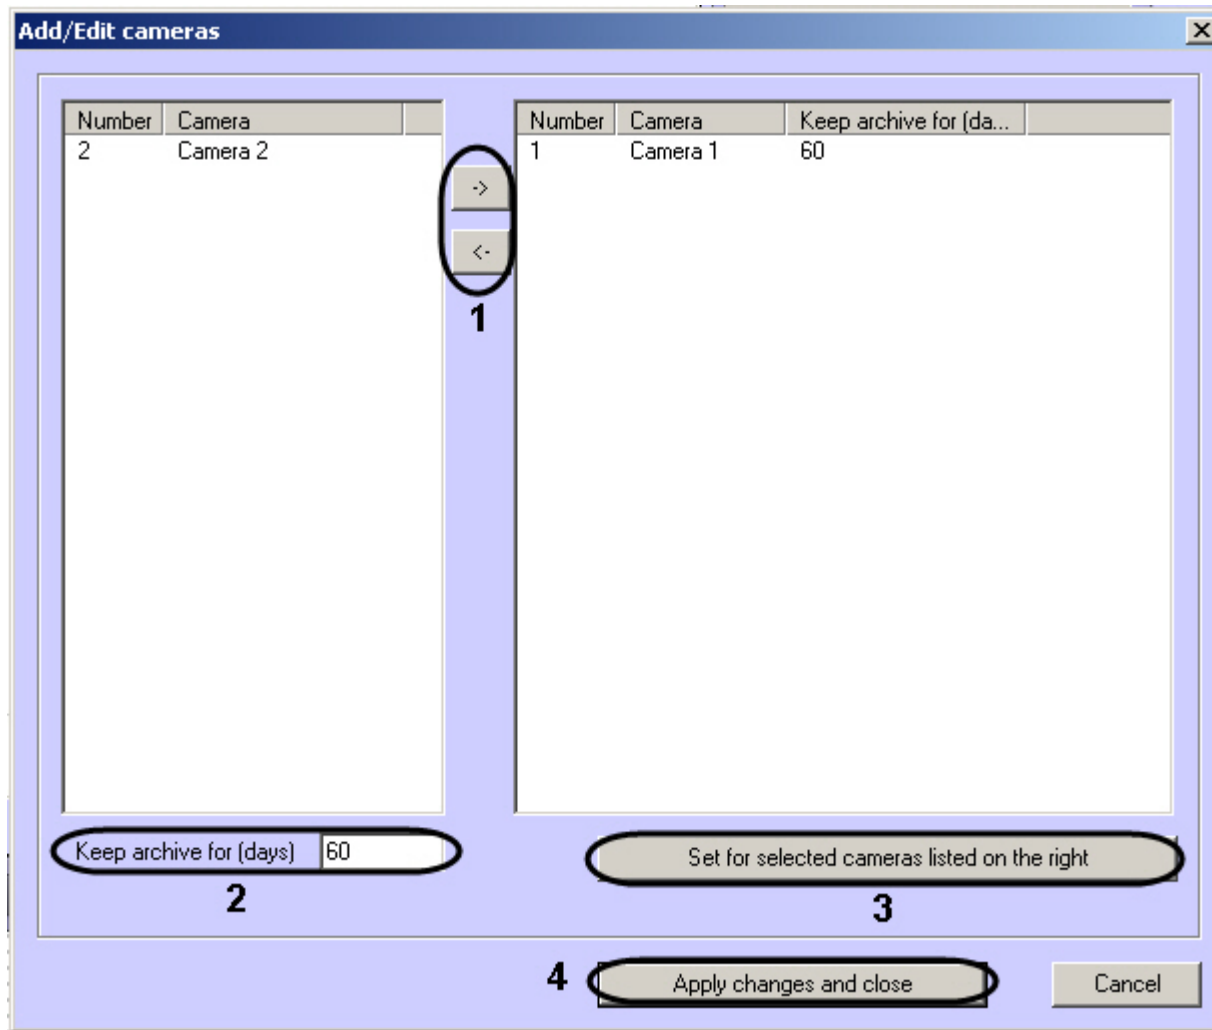 Add/Edit cameras
Number Camera
2 Camera 2
->
<-
1
Number Camera Keep archive for (da...
1 Camera 1 60
Keep archive for (days) 60
2
Set for selected cameras listed on the right
3
4 Apply changes and close
Cancel